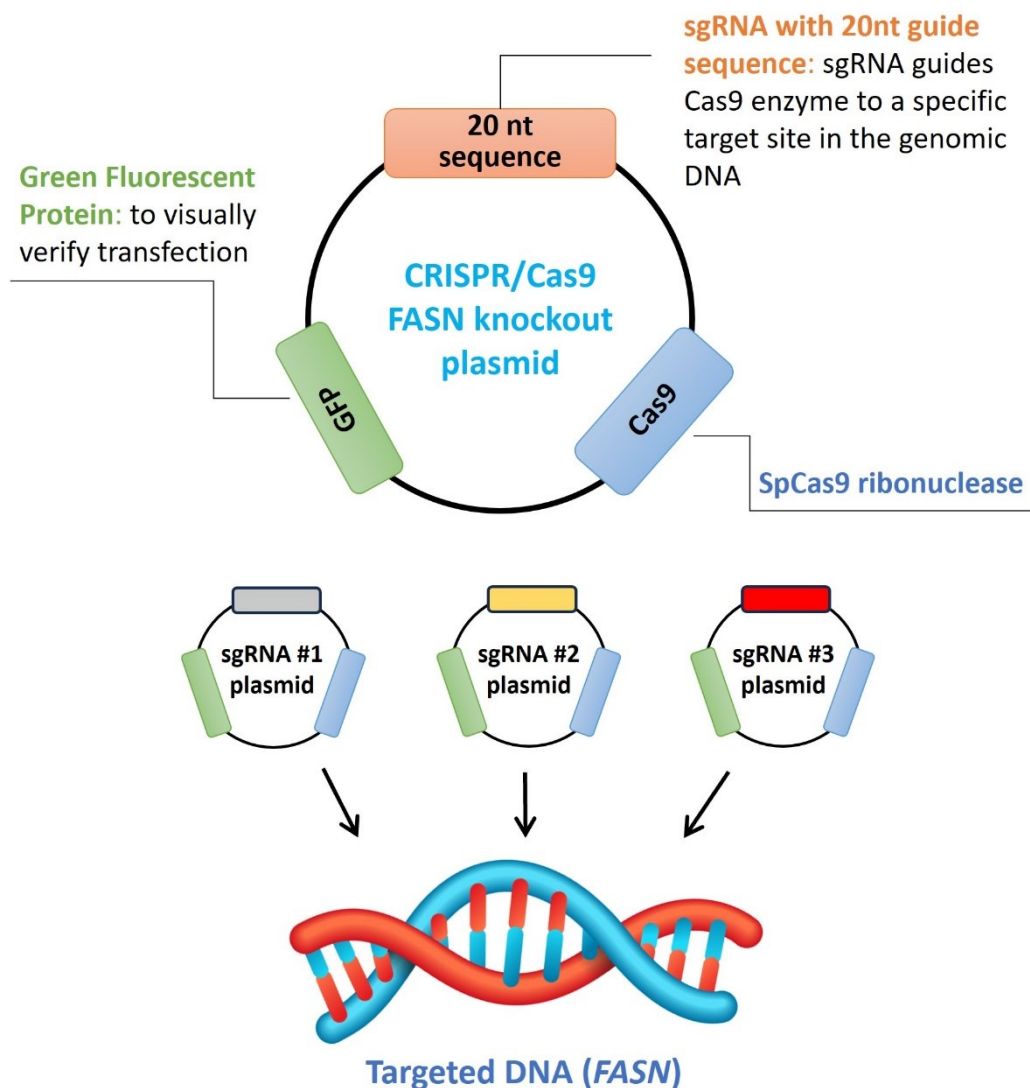 sgRNA with 20nt guide
sequence: sgRNA guides
Cas9 enzyme to a specific
target site in the genomic
DNA
20 nt
sequence
Green Fluorescent
Protein: to visually
verify transfection
CRISPR/Cas9
FASN knockout
plasmid
GFP
Cas9
SpCas9 ribonuclease
sgRNA #1
plasmid
sgRNA #2
plasmid
sgRNA #3
plasmid
Targeted DNA (FASN)